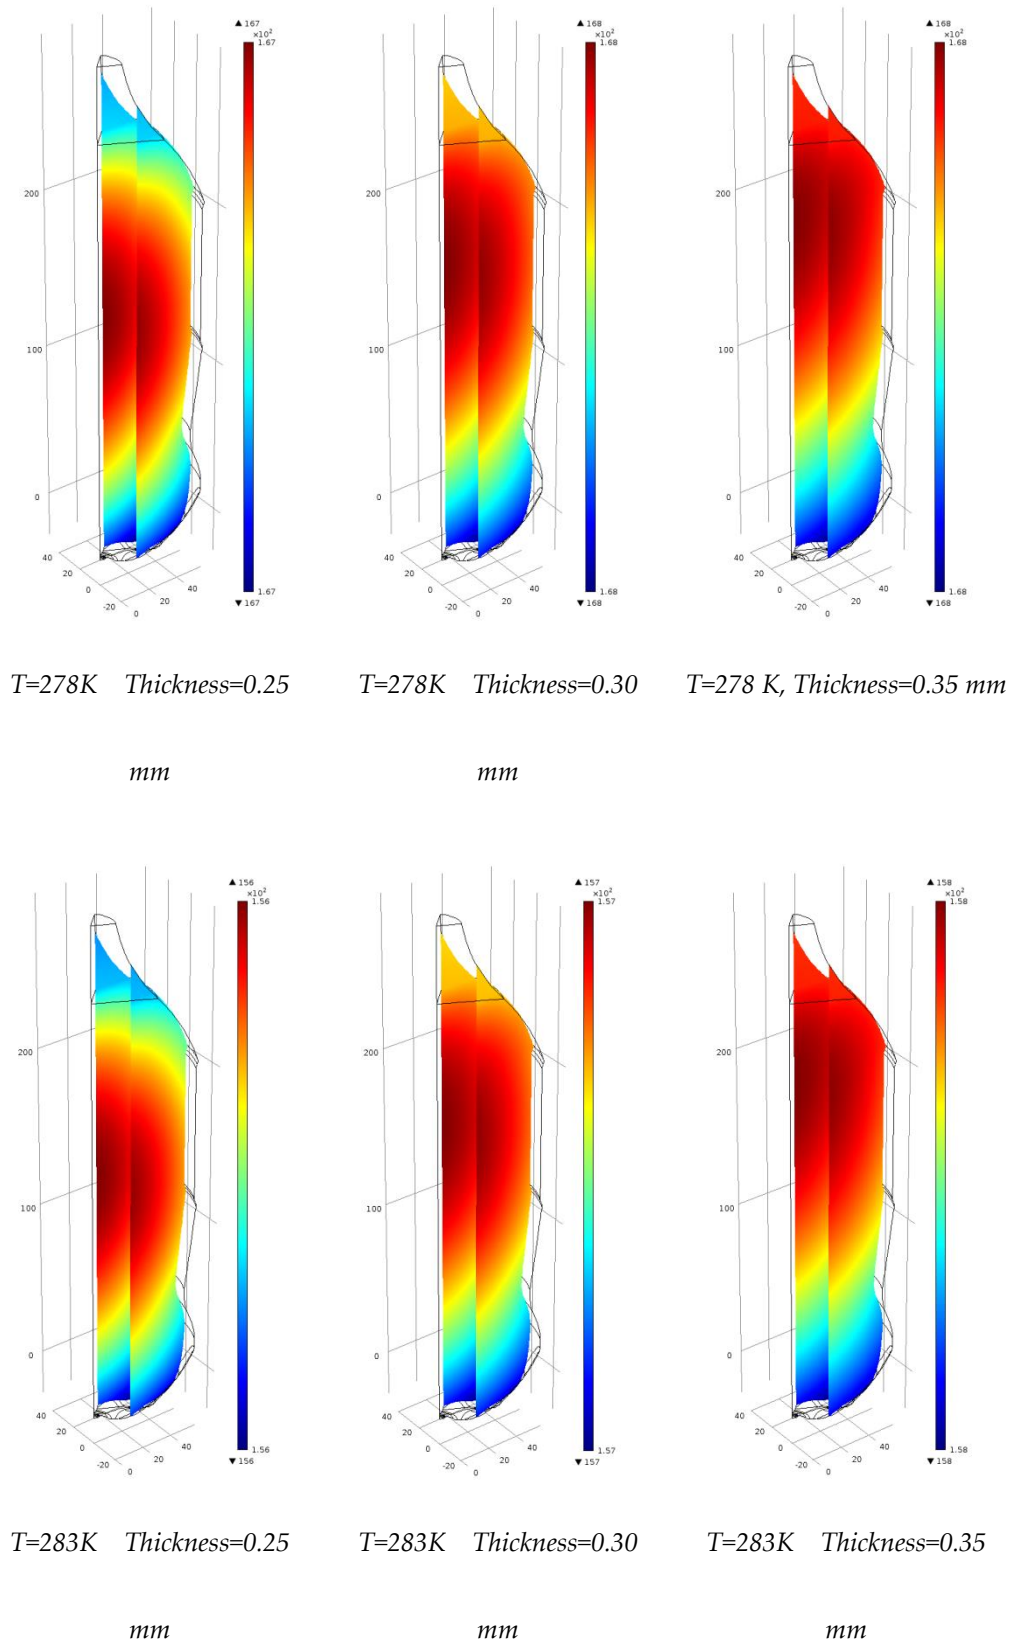 ▲ 167 ▲ 168 ▲ 168
×10² ×10² ×10²
1.67 1.68 1.68
200 200 200
100 100 100
0 0 0
40 20 0 -20 0 20 40 40 20 0 -20 0 20 40 40 20 0 -20 0 20 40
1.67 1.68 1.68
▼ 167 ▼ 168 ▼ 168
T=278K Thickness=0.25 T=278K Thickness=0.30 T=278 K, Thickness=0.35 mm
mm mm
▲ 156 ▲ 157 ▲ 158
×10² ×10² ×10²
1.56 1.57 1.58
200 200 200
100 100 100
0 0 0
40 20 0 -20 0 20 40 40 20 0 -20 0 20 40 40 20 0 -20 0 20 40
1.56 1.57 1.58
▼ 156 ▼ 157 ▼ 158
T=283K Thickness=0.25 T=283K Thickness=0.30 T=283K Thickness=0.35
mm mm mm